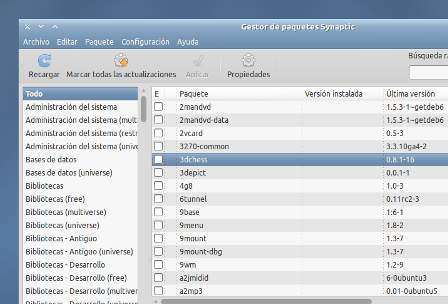 Gestor de paquetes Synaptic
Archivo Editar Paquete Configuración Ayuda
Búsqueda
Recargar Marcar todas las actualizaciones Aplicar Propiedades
Todo
Administración del sistema
Administración del sistema
Administración del sistema
Administración del sistema
Bases de datos
Bases de datos (universe)
Bibliotecas
Bibliotecas (free)
Bibliotecas (multiverse)
Bibliotecas (universe)
Bibliotecas - Antiguo
Bibliotecas - Antiguo (universe)
Bibliotecas - Desarrollo
Bibliotecas - Desarrollo (free)
Bibliotecas - Desarrollo (multiv
Bibliotecas - Desarrollo
E Paquete Versión instalada Última versión
2mandvd 1.5.3-1~getdeb6
2mandvd-data 1.5.3-1~getdeb6
2vcard 0.5-3
3270-common 3.3.10ga4-2
3dchess 0.8.1-16
3depict 0.0.1-1
4g8 1.0-3
6tunnel 0.11rc2-3
9base 1:6-1
9menu 1.8-2
9mount 1.3-7
9mount-dbg 1.3-7
9wm 1.2-9
a2jmidid 6-0ubuntu3
a2mp3 0.01-0ubuntu5